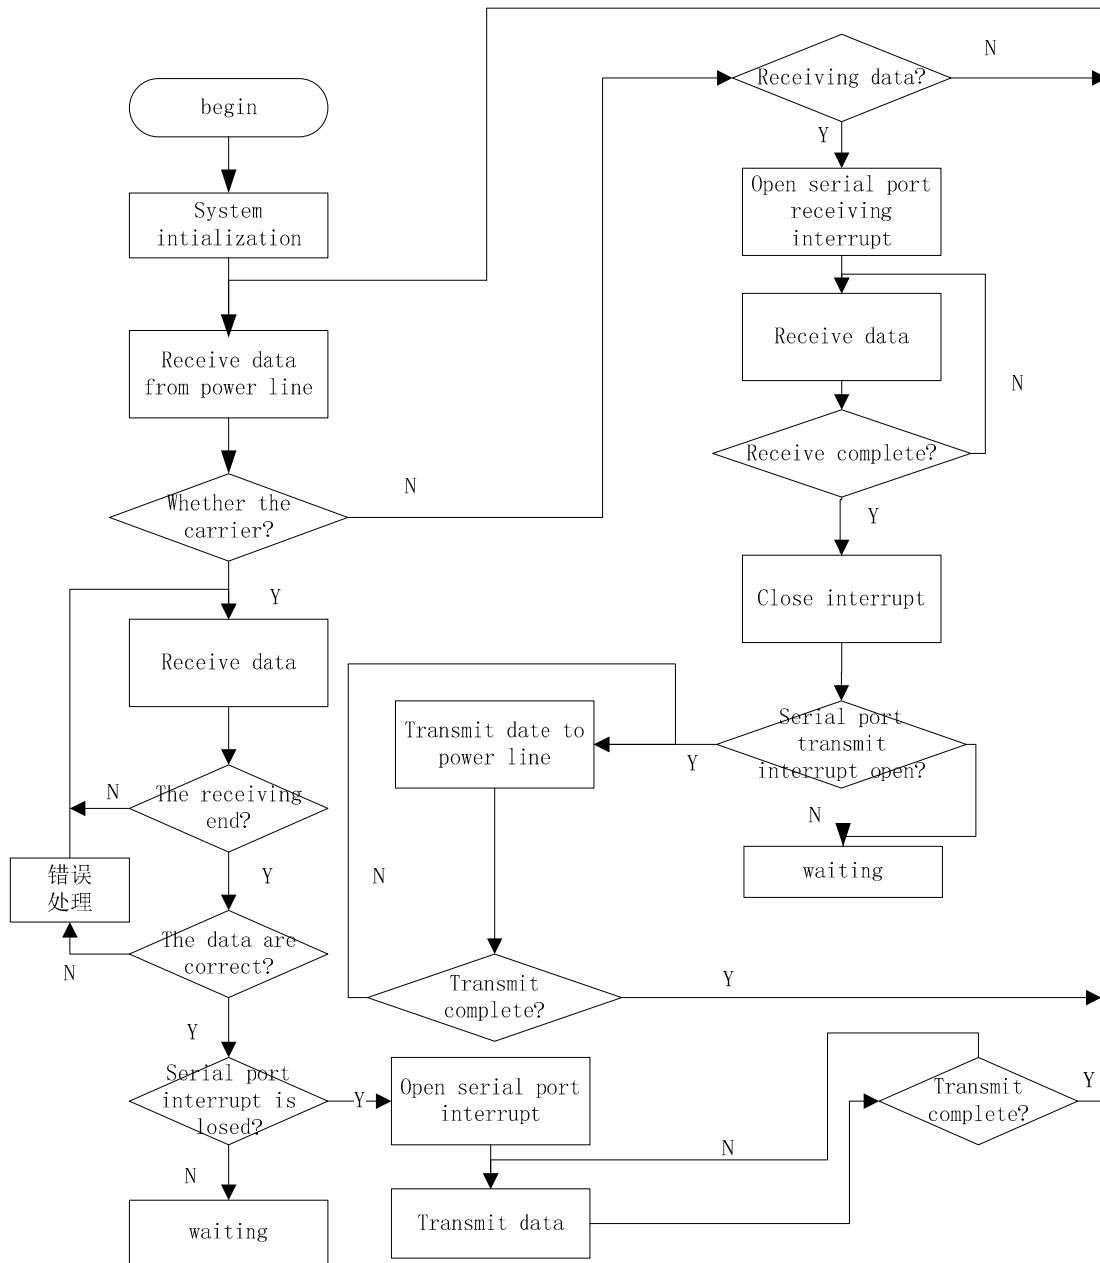 begin
System
intialization
Receive data
from power line
Whether the
carrier?
N
Y
Receive data
The receiving
end?
N
Y
错误
处理
The data are
correct?
N
Y
Serial port
interrupt is
losed?
Y
N
waiting
Open serial port
interrupt
Transmit data
N
Transmit
complete?
Y
Receiving data?
N
Y
Open serial port
receiving
interrupt
Receive data
N
Receive complete?
Y
Close interrupt
Serial port
transmit
interrupt open?
Y
N
waiting
Transmit date to
power line
N
Transmit
complete?
Y